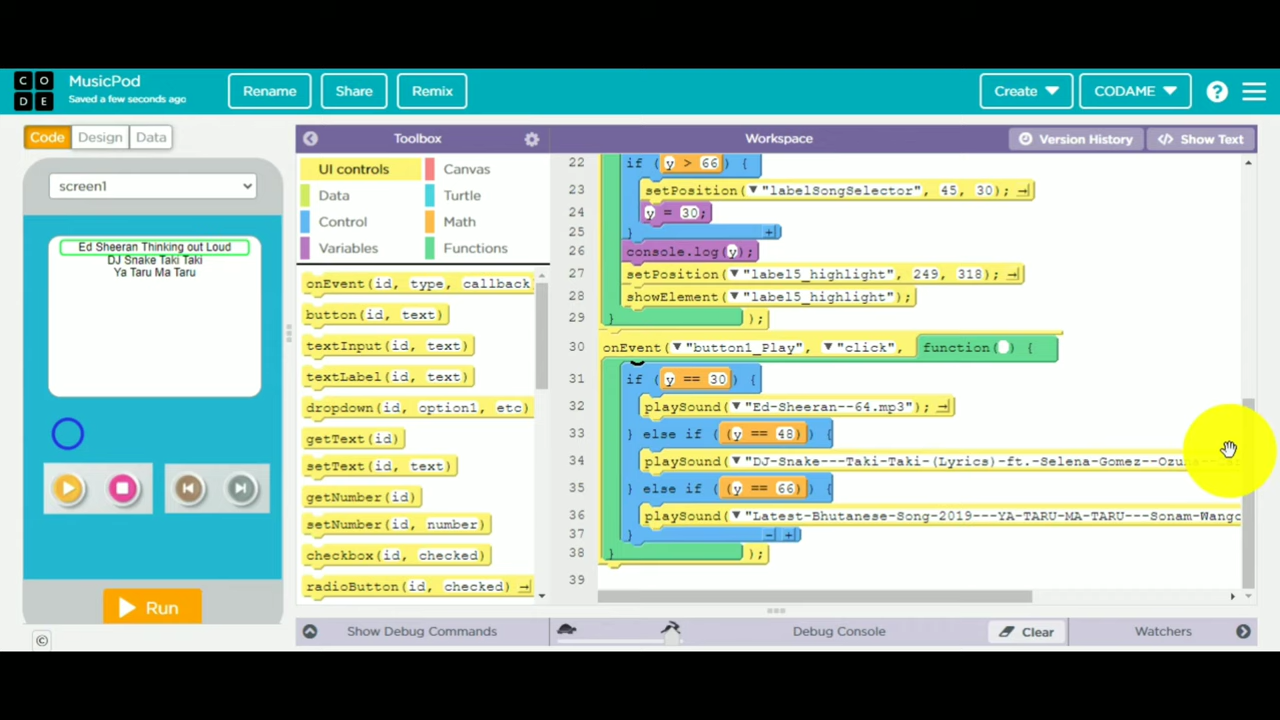 C O D E
MusicPod
Saved a few seconds ago
Rename
Share
Remix
Create
CODAME
?
Code
Design
Data
Toolbox
Workspace
Version History
Show Text
screen1
Ed Sheeran Thinking out Loud
DJ Snake Taki Taki
Ya Taru Ma Taru
Run
©
UI controls
Canvas
Data
Turtle
Control
Math
Variables
Functions
onEvent(id, type, callback
button(id, text)
textInput(id, text)
textLabel(id, text)
dropdown(id, option1, etc)
getText(id)
setText(id, text)
getNumber(id)
setNumber(id, number)
checkbox(id, checked)
radioButton(id, checked)
22 if (y > 66) {
23 setPosition("labelSongSelector", 45, 30);
24 y = 30;
25 }
26 console.log(y);
27 setPosition("label5_highlight", 249, 318);
28 showElement("label5_highlight");
29 });
30 onEvent("button1_Play", "click", function() {
31 if (y == 30) {
32 playSound("Ed-Sheeran--64.mp3");
33 } else if ((y == 48)) {
34 playSound("DJ-Snake---Taki-Taki-(Lyrics)-ft.-Selena-Gomez--Ozuna--
35 } else if ((y == 66)) {
36 playSound("Latest-Bhutanese-Song-2019---YA-TARU-MA-TARU---Sonam-Wangc
37 }
38 });
39
Show Debug Commands
Debug Console
Clear
Watchers